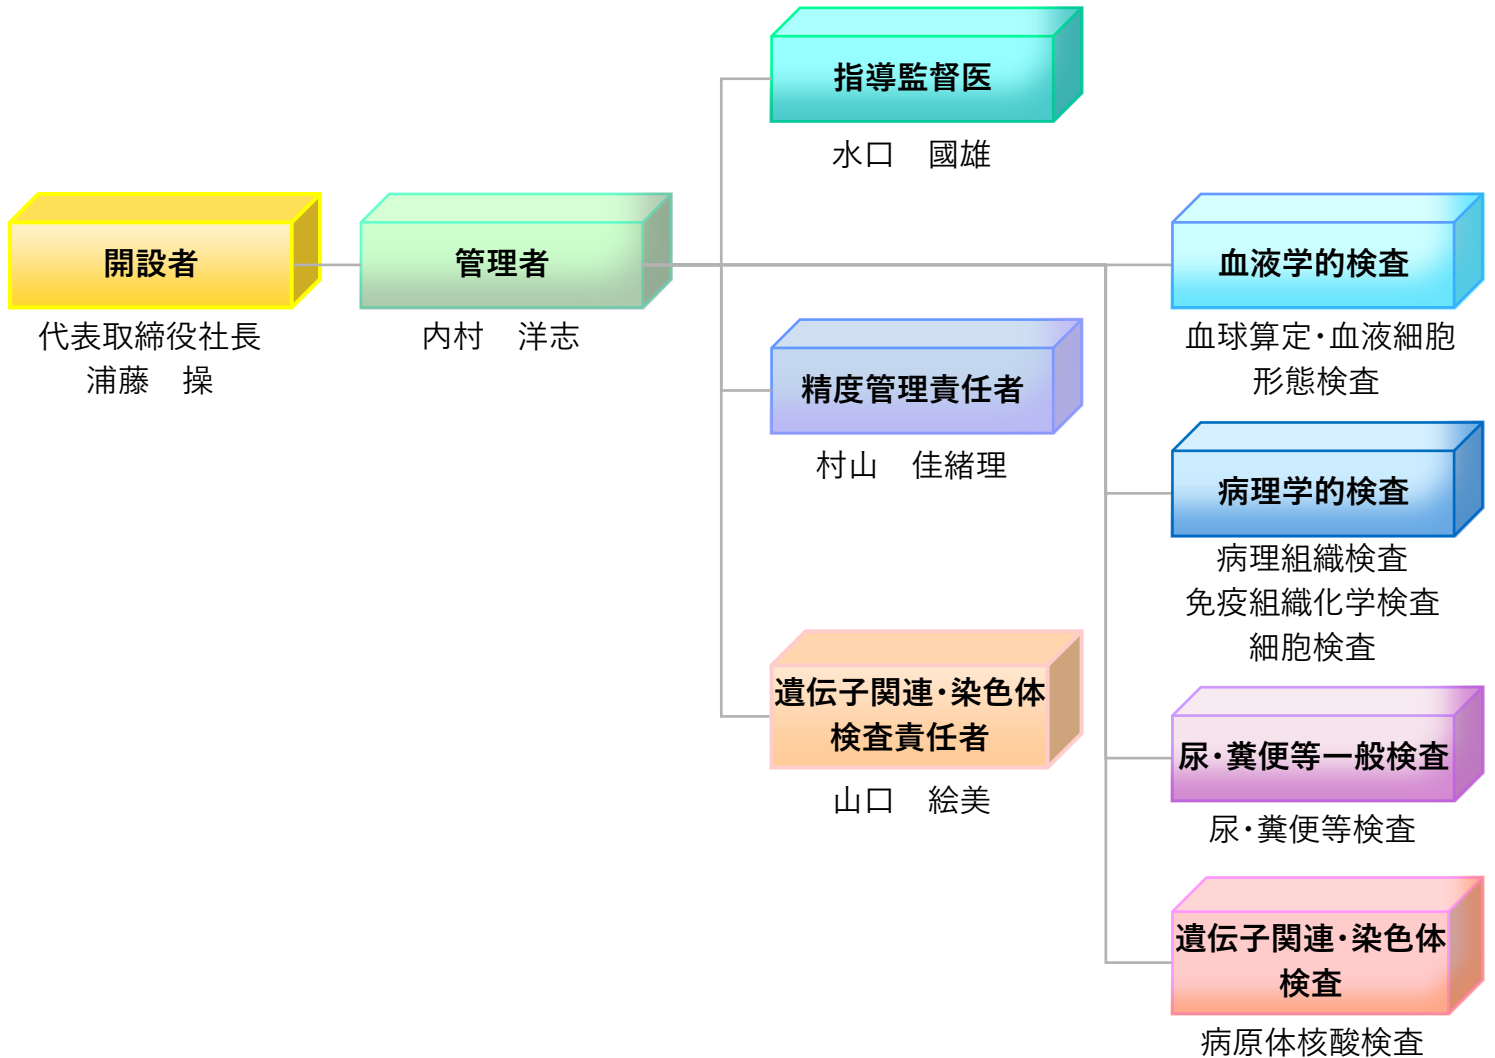 開設者
代表取締役社長
浦藤　操
管理者
内村　洋志
指導監督医
水口　國雄
精度管理責任者
村山　佳緒理
遺伝子関連・染色体
検査責任者
山口　絵美
血液学的検査
血球算定・血液細胞
形態検査
病理学的検査
病理組織検査
免疫組織化学検査
細胞検査
尿・糞便等一般検査
尿・糞便等検査
遺伝子関連・染色体
検査
病原体核酸検査